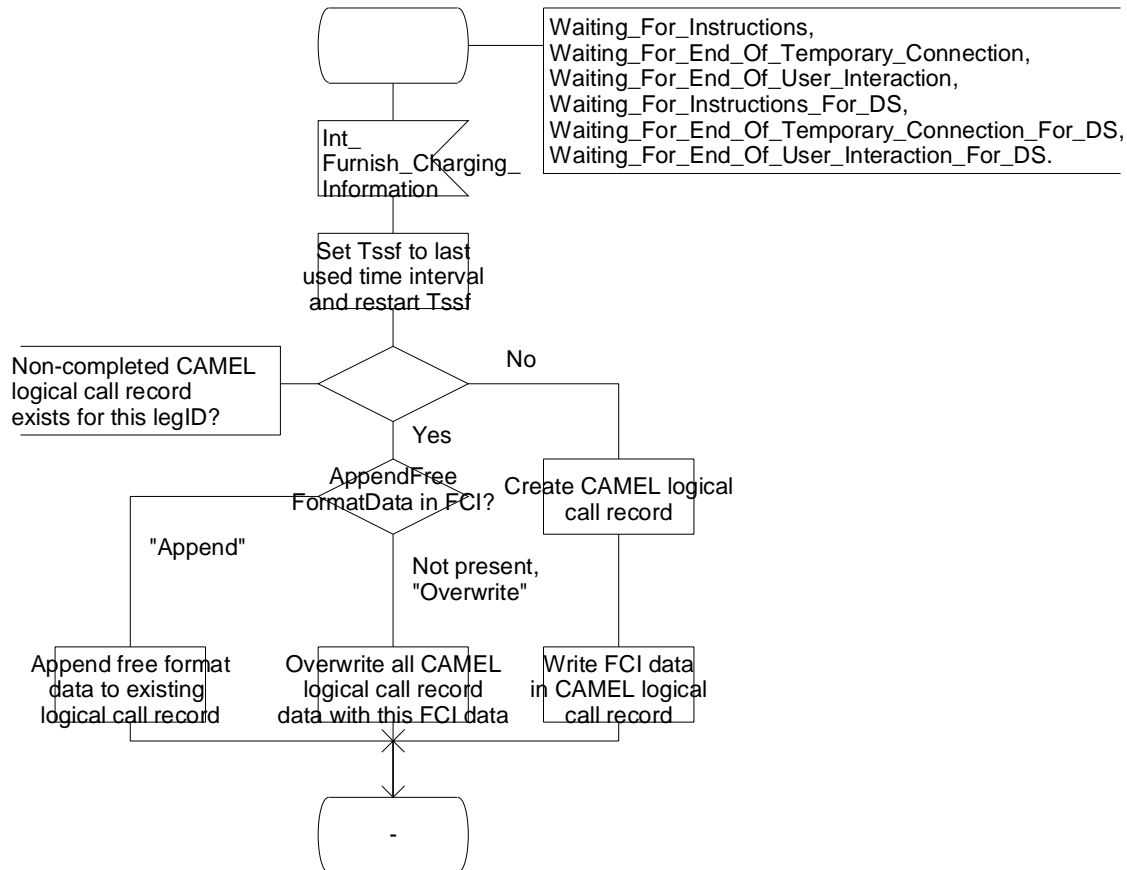 Waiting_For_Instructions,
Waiting_For_End_Of_Temporary_Connection,
Waiting_For_End_Of_User_Interaction,
Waiting_For_Instructions_For_DS,
Waiting_For_End_Of_Temporary_Connection_For_DS,
Waiting_For_End_Of_User_Interaction_For_DS.
Int_
Furnish_Charging_
Information
Set Tssf to last
used time interval
and restart Tssf
Non-completed CAMEL
logical call record
exists for this legID?
No
Yes
AppendFree
FormatData in FCI?
Create CAMEL logical
call record
"Append"
Not present,
"Overwrite"
Append free format
data to existing
logical call record
Overwrite all CAMEL
logical call record
data with this FCI data
Write FCI data
in CAMEL logical
call record
-